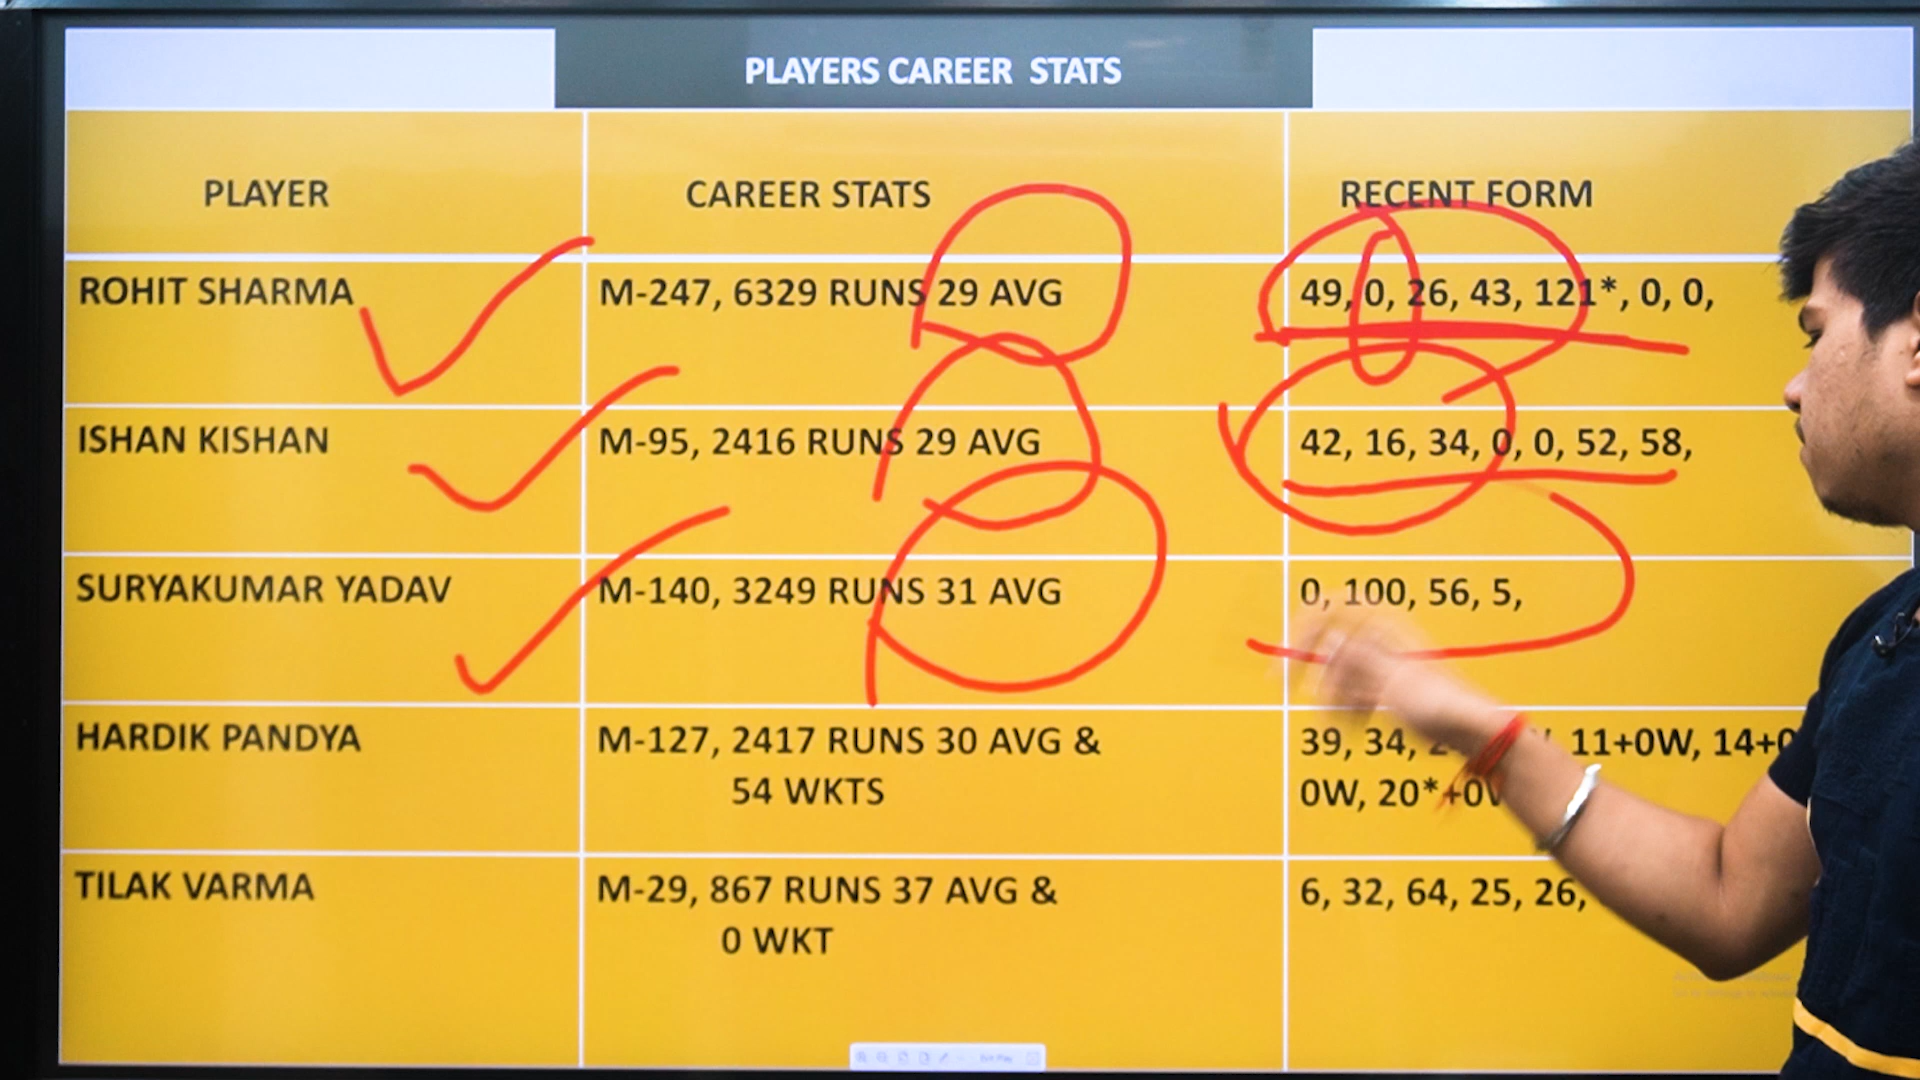 PLAYERS CAREER STATS
PLAYER CAREER STATS RECENT FORM
ROHIT SHARMA M-247, 6329 RUNS 29 AVG 49, 0, 26, 43, 121*, 0, 0,
ISHAN KISHAN M-95, 2416 RUNS 29 AVG 42, 16, 34, 0, 0, 52, 58,
SURYAKUMAR YADAV M-140, 3249 RUNS 31 AVG 0, 100, 56, 5,
HARDIK PANDYA M-127, 2417 RUNS 30 AVG & 39, 34, 11+0W, 14+0
54 WKTS 0W, 20*+0W
TILAK VARMA M-29, 867 RUNS 37 AVG & 6, 32, 64, 25, 26,
0 WKT